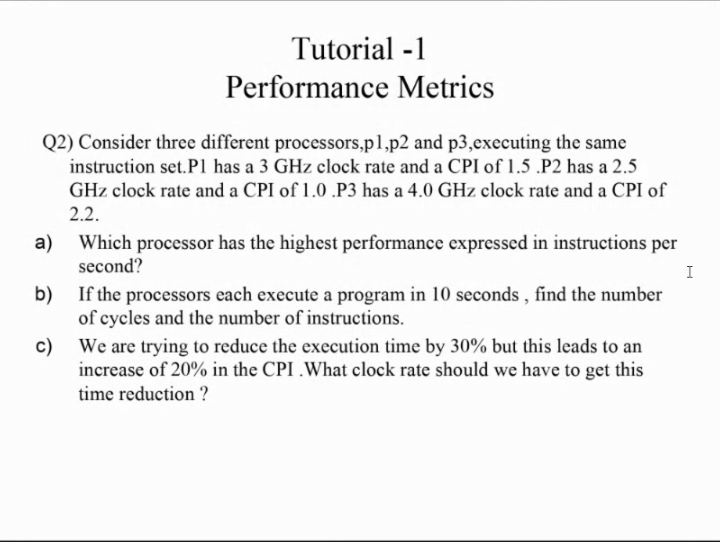 Tutorial -1
Performance Metrics
Q2) Consider three different processors,p1,p2 and p3,executing the same
instruction set.P1 has a 3 GHz clock rate and a CPI of 1.5 .P2 has a 2.5
GHz clock rate and a CPI of 1.0 .P3 has a 4.0 GHz clock rate and a CPI of
2.2.
a) Which processor has the highest performance expressed in instructions per
second?
b) If the processors each execute a program in 10 seconds , find the number
of cycles and the number of instructions.
c) We are trying to reduce the execution time by 30% but this leads to an
increase of 20% in the CPI .What clock rate should we have to get this
time reduction ?